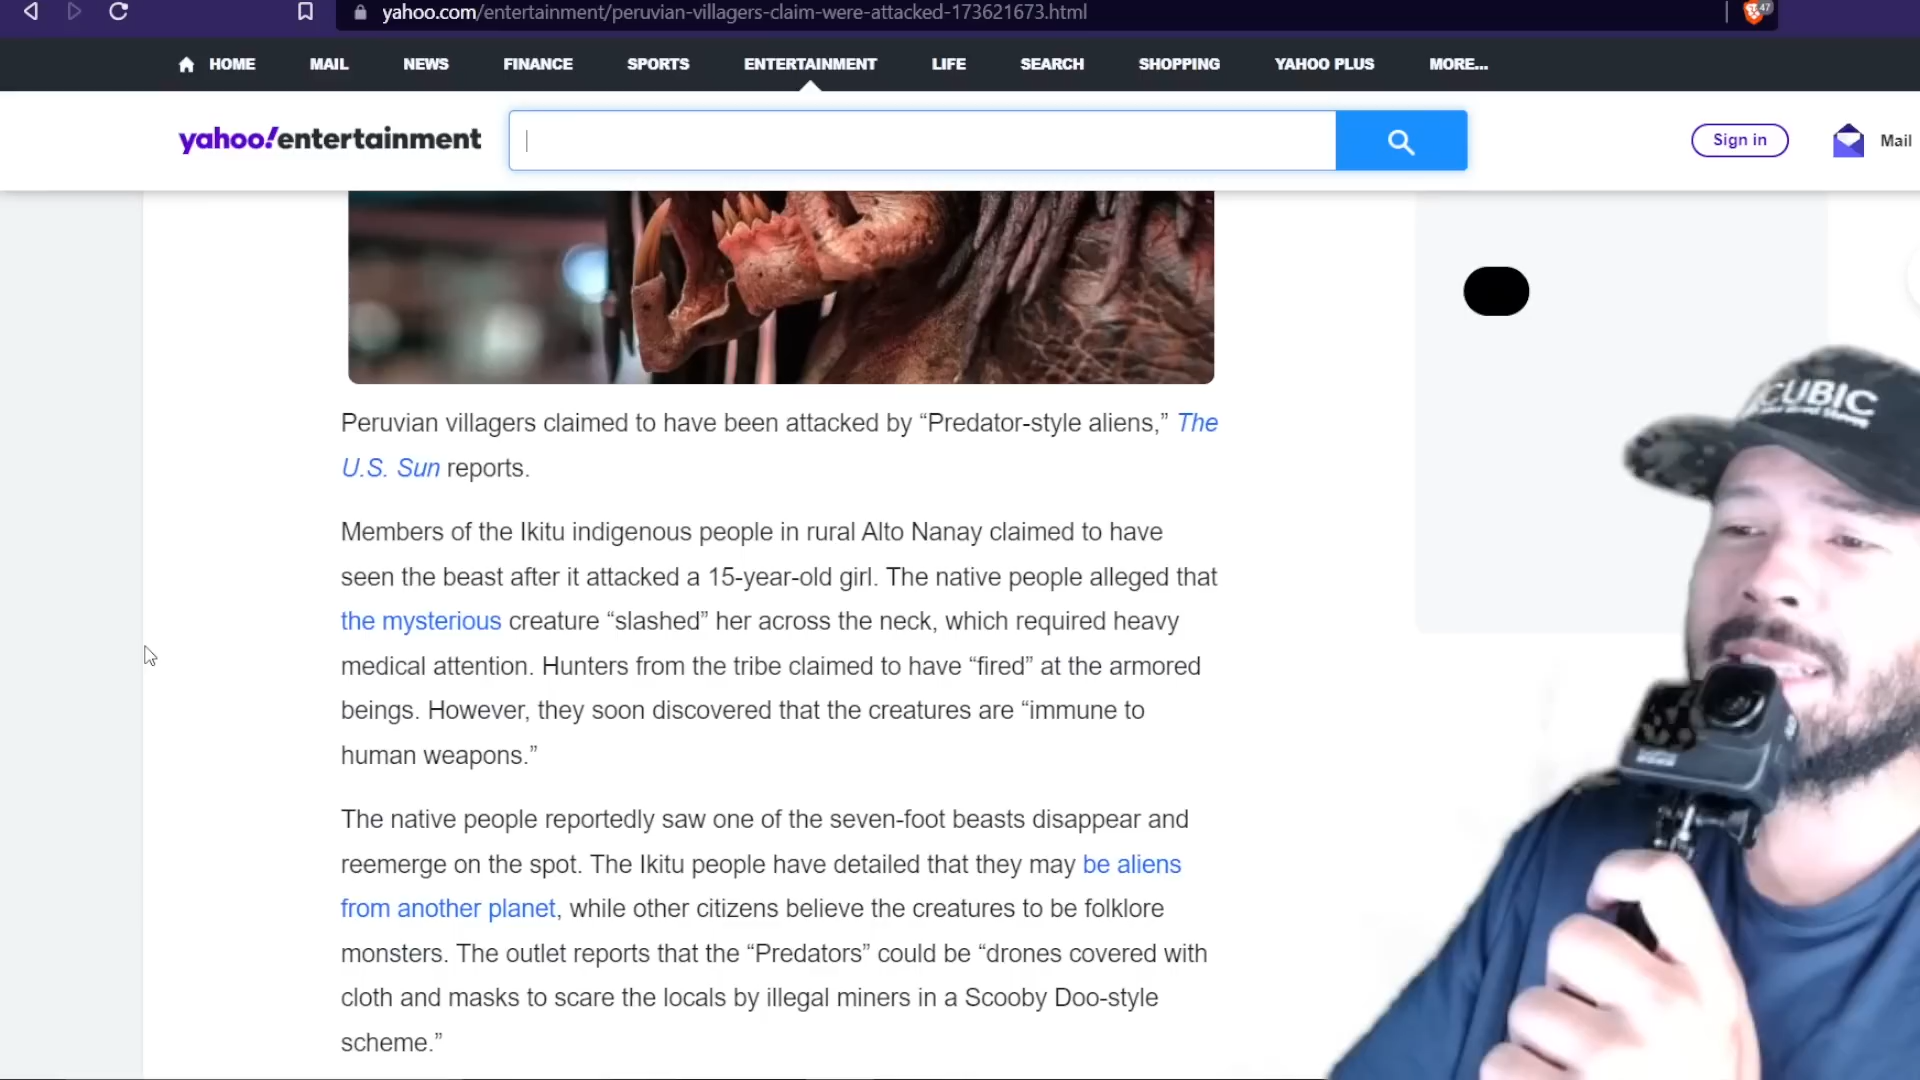 yahoo.com/entertainment/peruvian-villagers-claim-were-attacked-173621673.html
47
HOME MAIL NEWS FINANCE SPORTS ENTERTAINMENT LIFE SEARCH SHOPPING YAHOO PLUS MORE...
yahoo!entertainment
Sign in
Mail
Peruvian villagers claimed to have been attacked by “Predator-style aliens,” The
U.S. Sun reports.
Members of the Ikitu indigenous people in rural Alto Nanay claimed to have
seen the beast after it attacked a 15-year-old girl. The native people alleged that
the mysterious creature “slashed” her across the neck, which required heavy
medical attention. Hunters from the tribe claimed to have “fired” at the armored
beings. However, they soon discovered that the creatures are “immune to
human weapons.”
The native people reportedly saw one of the seven-foot beasts disappear and
reemerge on the spot. The Ikitu people have detailed that they may be aliens
from another planet, while other citizens believe the creatures to be folklore
monsters. The outlet reports that the “Predators” could be “drones covered with
cloth and masks to scare the locals by illegal miners in a Scooby Doo-style
scheme.”
CUBIC